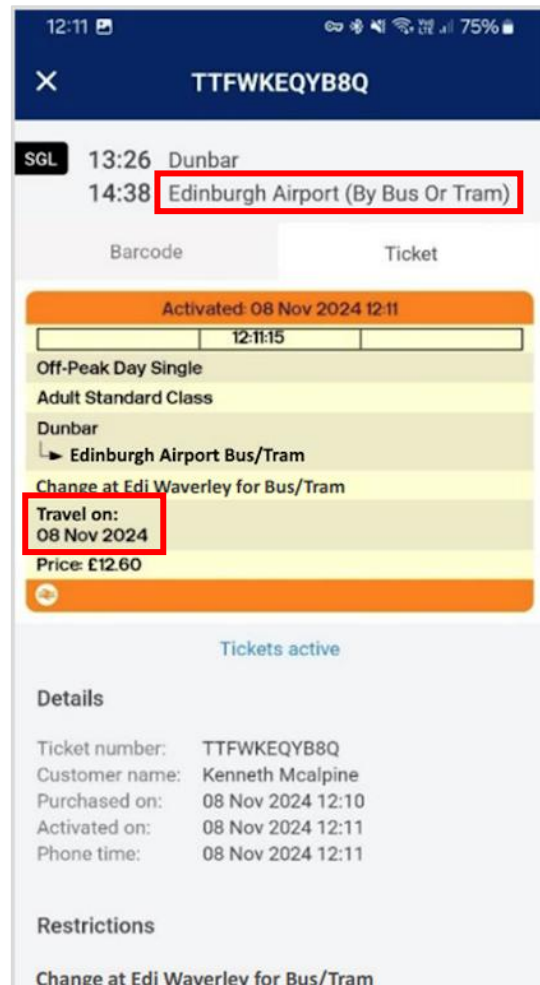 12:11 75%
TTFWKEQYB8Q
SGL 13:26 Dunbar
14:38 Edinburgh Airport (By Bus Or Tram)
Barcode Ticket
Activated: 08 Nov 2024 12:11
12:11:15
Off-Peak Day Single
Adult Standard Class
Dunbar
Edinburgh Airport Bus/Tram
Change at Edi Waverley for Bus/Tram
Travel on:
08 Nov 2024
Price: £12.60
Tickets active
Details
Ticket number: TTFWKEQYB8Q
Customer name: Kenneth Mcalpine
Purchased on: 08 Nov 2024 12:10
Activated on: 08 Nov 2024 12:11
Phone time: 08 Nov 2024 12:11
Restrictions
Change at Edi Waverley for Bus/Tram